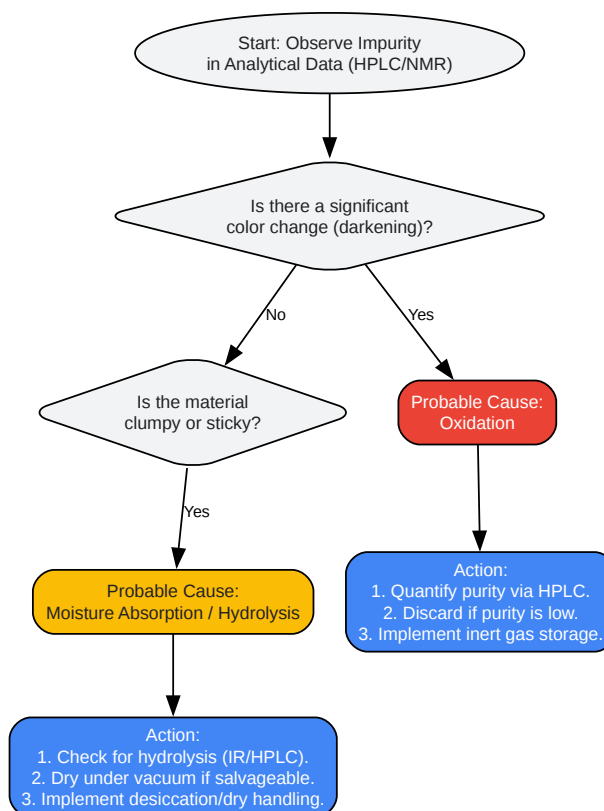 Start: Observe Impurity
in Analytical Data (HPLC/NMR)
Is there a significant
color change (darkening)?
No
Yes
Is the material
clumpy or sticky?
Probable Cause:
Oxidation
Yes
Probable Cause:
Moisture Absorption / Hydrolysis
Action:
1. Quantify purity via HPLC.
2. Discard if purity is low.
3. Implement inert gas storage.
Action:
1. Check for hydrolysis (IR/HPLC).
2. Dry under vacuum if salvageable.
3. Implement desiccation/dry handling.